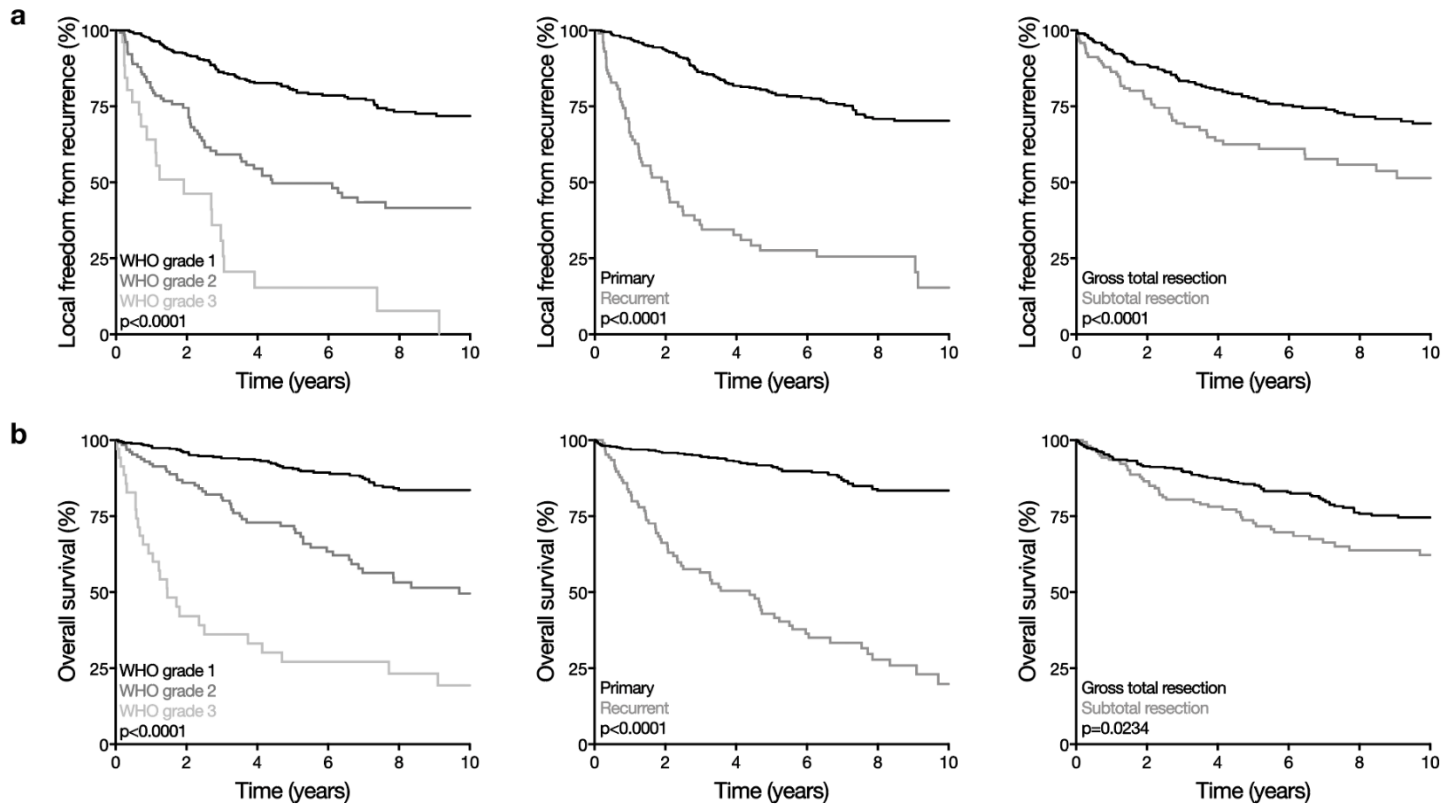 a
Local freedom from recurrence (%)
100
75
50
25
0
WHO grade 1
WHO grade 2
WHO grade 3
p<0.0001
0 2 4 6 8 10
Time (years)
Local freedom from recurrence (%)
100
75
50
25
0
Primary
Recurrent
p<0.0001
0 2 4 6 8 10
Time (years)
Local freedom from recurrence (%)
100
75
50
25
0
Gross total resection
Subtotal resection
p<0.0001
0 2 4 6 8 10
Time (years)
b
Overall survival (%)
100
75
50
25
0
WHO grade 1
WHO grade 2
WHO grade 3
p<0.0001
0 2 4 6 8 10
Time (years)
Overall survival (%)
100
75
50
25
0
Primary
Recurrent
p<0.0001
0 2 4 6 8 10
Time (years)
Overall survival (%)
100
75
50
25
0
Gross total resection
Subtotal resection
p=0.0234
0 2 4 6 8 10
Time (years)